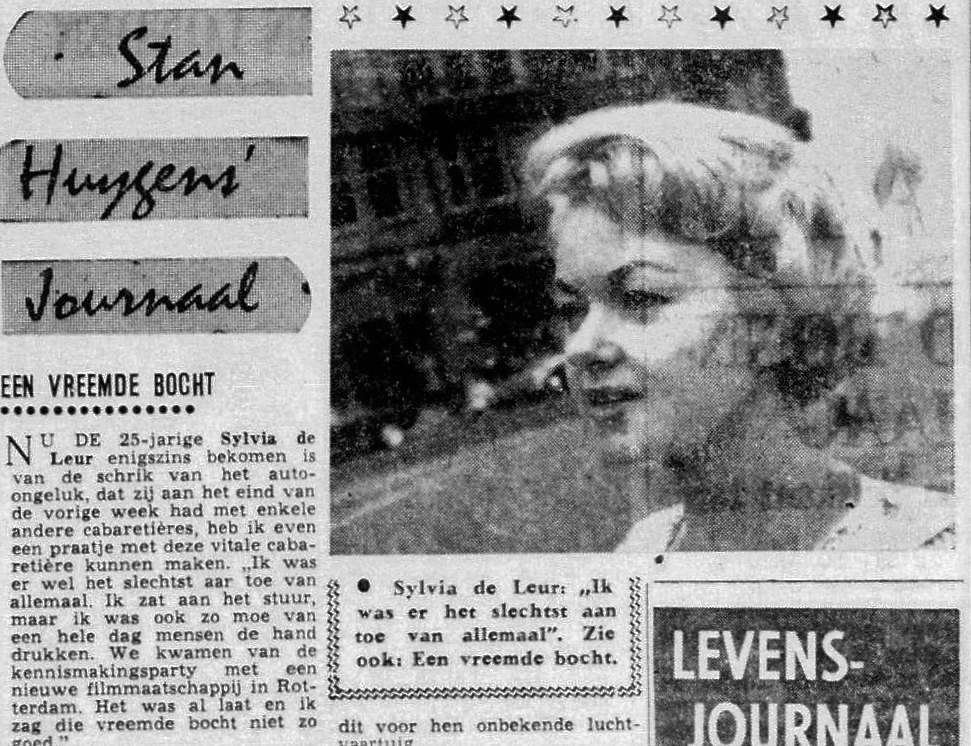 Stan
Huygens'
Journaal
EEN VREEMDE BOCHT
NU DE 25-jarige Sylvia de
Leur enigszins bekomen is
van de schrik van het auto-
ongeluk, dat zij aan het eind van
de vorige week had met enkele
andere cabaretières, heb ik even
een praatje met deze vitale caba-
retière kunnen maken. „Ik was
er wel het slechtst aar toe van
allemaal. Ik zat aan het stuur,
maar ik was ook zo moe van
een hele dag mensen de hand
drukken. We kwamen van de
kennismakingsparty met een
nieuwe filmmaatschappij in Rot-
terdam. Het was al laat en ik
zag die vreemde bocht niet zo
goed."
● Sylvia de Leur: „Ik
was er het slechtst aan
toe van allemaal”. Zie
ook: Een vreemde bocht.
dit voor hen onbekende lucht-
vaartuig
LEVENS-
JOURNAAL